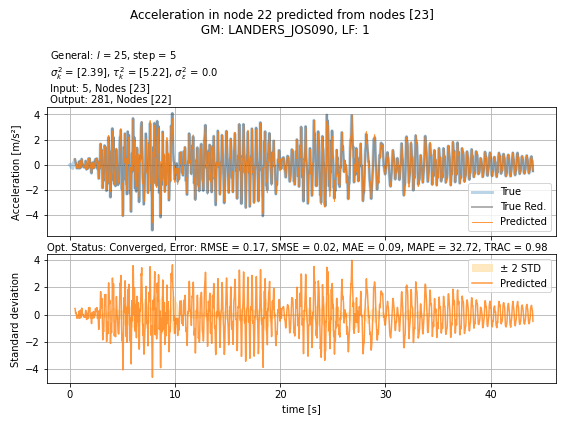 Acceleration in node 22 predicted from nodes [23]
GM: LANDERS_JOS090, LF: 1
General: l = 25, step = 5
σ²ₖ = [2.39], τ²ₖ = [5.22], σ²ε = 0.0
Input: 5, Nodes [23]
Output: 281, Nodes [22]
Acceleration [m/s²]
4
2
0
−2
−4
True
True Red.
Predicted
Opt. Status: Converged, Error: RMSE = 0.17, SMSE = 0.02, MAE = 0.09, MAPE = 32.72, TRAC = 0.98
Standard deviation
4
2
0
−2
−4
± 2 STD
Predicted
0 10 20 30 40
time [s]